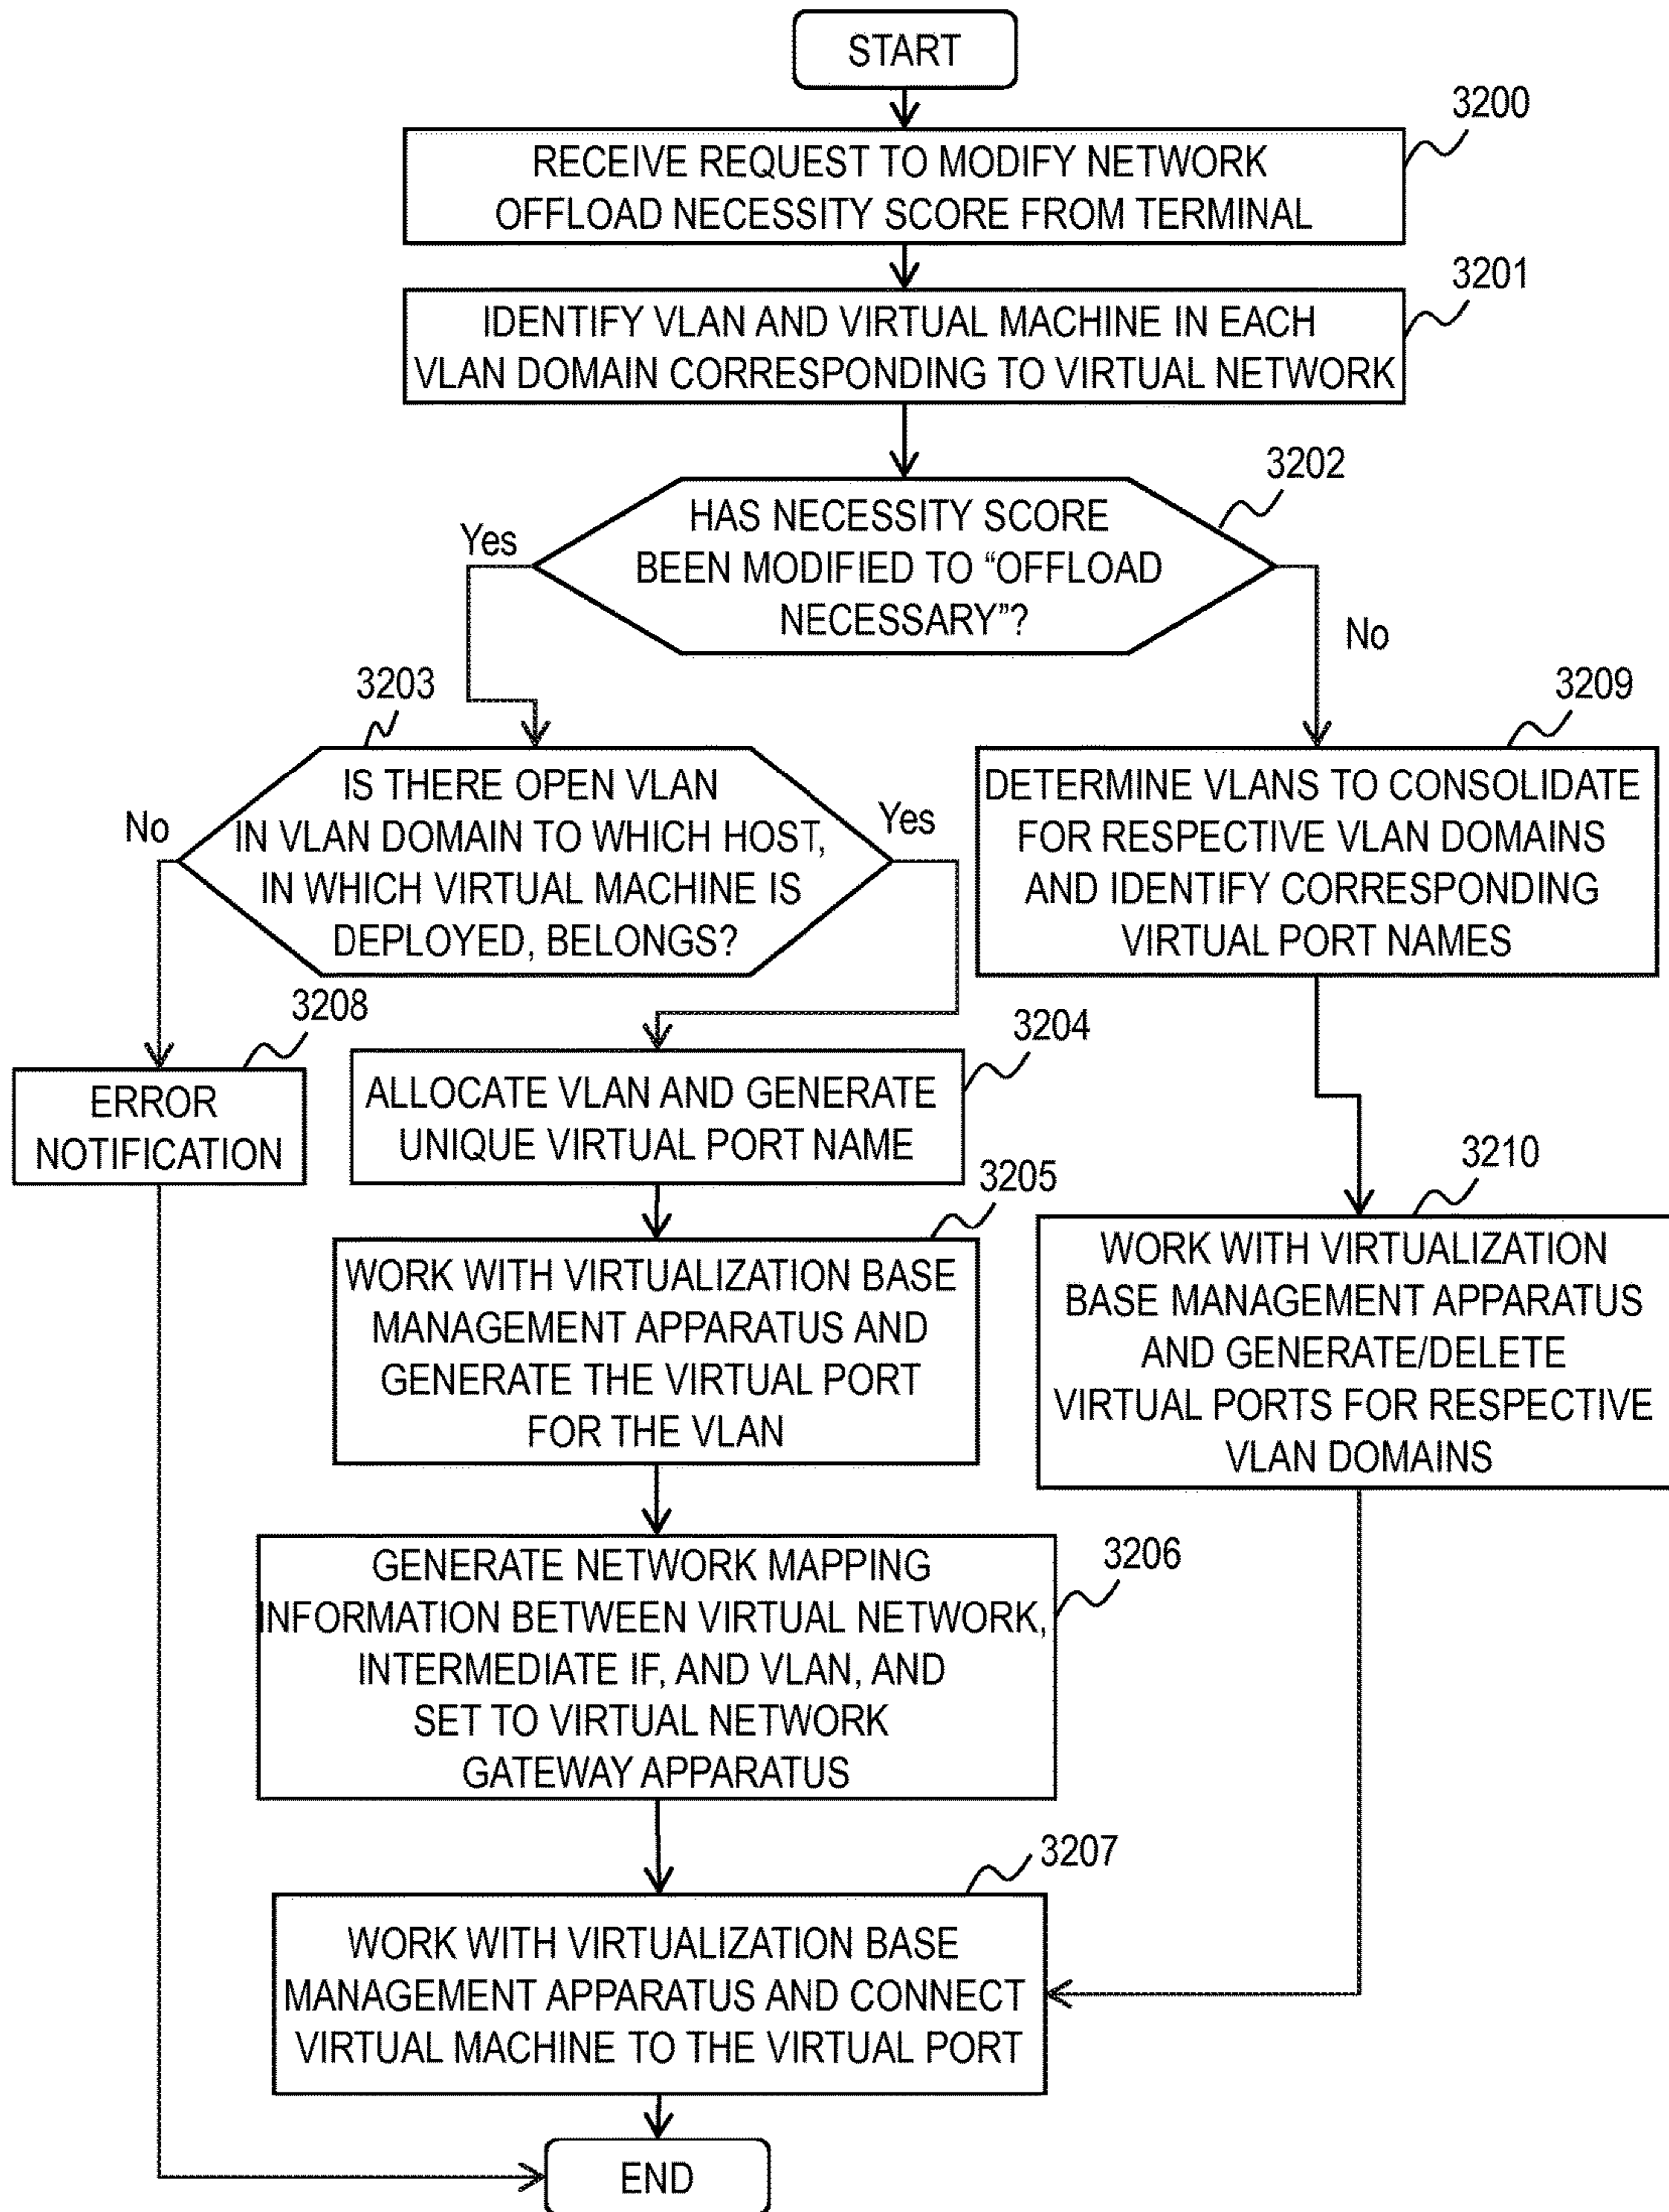 START
3200
RECEIVE REQUEST TO MODIFY NETWORK
OFFLOAD NECESSITY SCORE FROM TERMINAL
3201
IDENTIFY VLAN AND VIRTUAL MACHINE IN EACH
VLAN DOMAIN CORRESPONDING TO VIRTUAL NETWORK
3202
HAS NECESSITY SCORE
BEEN MODIFIED TO “OFFLOAD
NECESSARY”?
Yes
No
3203
IS THERE OPEN VLAN
IN VLAN DOMAIN TO WHICH HOST,
IN WHICH VIRTUAL MACHINE IS
DEPLOYED, BELONGS?
No
Yes
3209
DETERMINE VLANS TO CONSOLIDATE
FOR RESPECTIVE VLAN DOMAINS
AND IDENTIFY CORRESPONDING
VIRTUAL PORT NAMES
3208
ERROR
NOTIFICATION
3204
ALLOCATE VLAN AND GENERATE
UNIQUE VIRTUAL PORT NAME
3205
WORK WITH VIRTUALIZATION BASE
MANAGEMENT APPARATUS AND
GENERATE THE VIRTUAL PORT
FOR THE VLAN
3210
WORK WITH VIRTUALIZATION
BASE MANAGEMENT APPARATUS
AND GENERATE/DELETE
VIRTUAL PORTS FOR RESPECTIVE
VLAN DOMAINS
3206
GENERATE NETWORK MAPPING
INFORMATION BETWEEN VIRTUAL NETWORK,
INTERMEDIATE IF, AND VLAN, AND
SET TO VIRTUAL NETWORK
GATEWAY APPARATUS
3207
WORK WITH VIRTUALIZATION BASE
MANAGEMENT APPARATUS AND CONNECT
VIRTUAL MACHINE TO THE VIRTUAL PORT
END